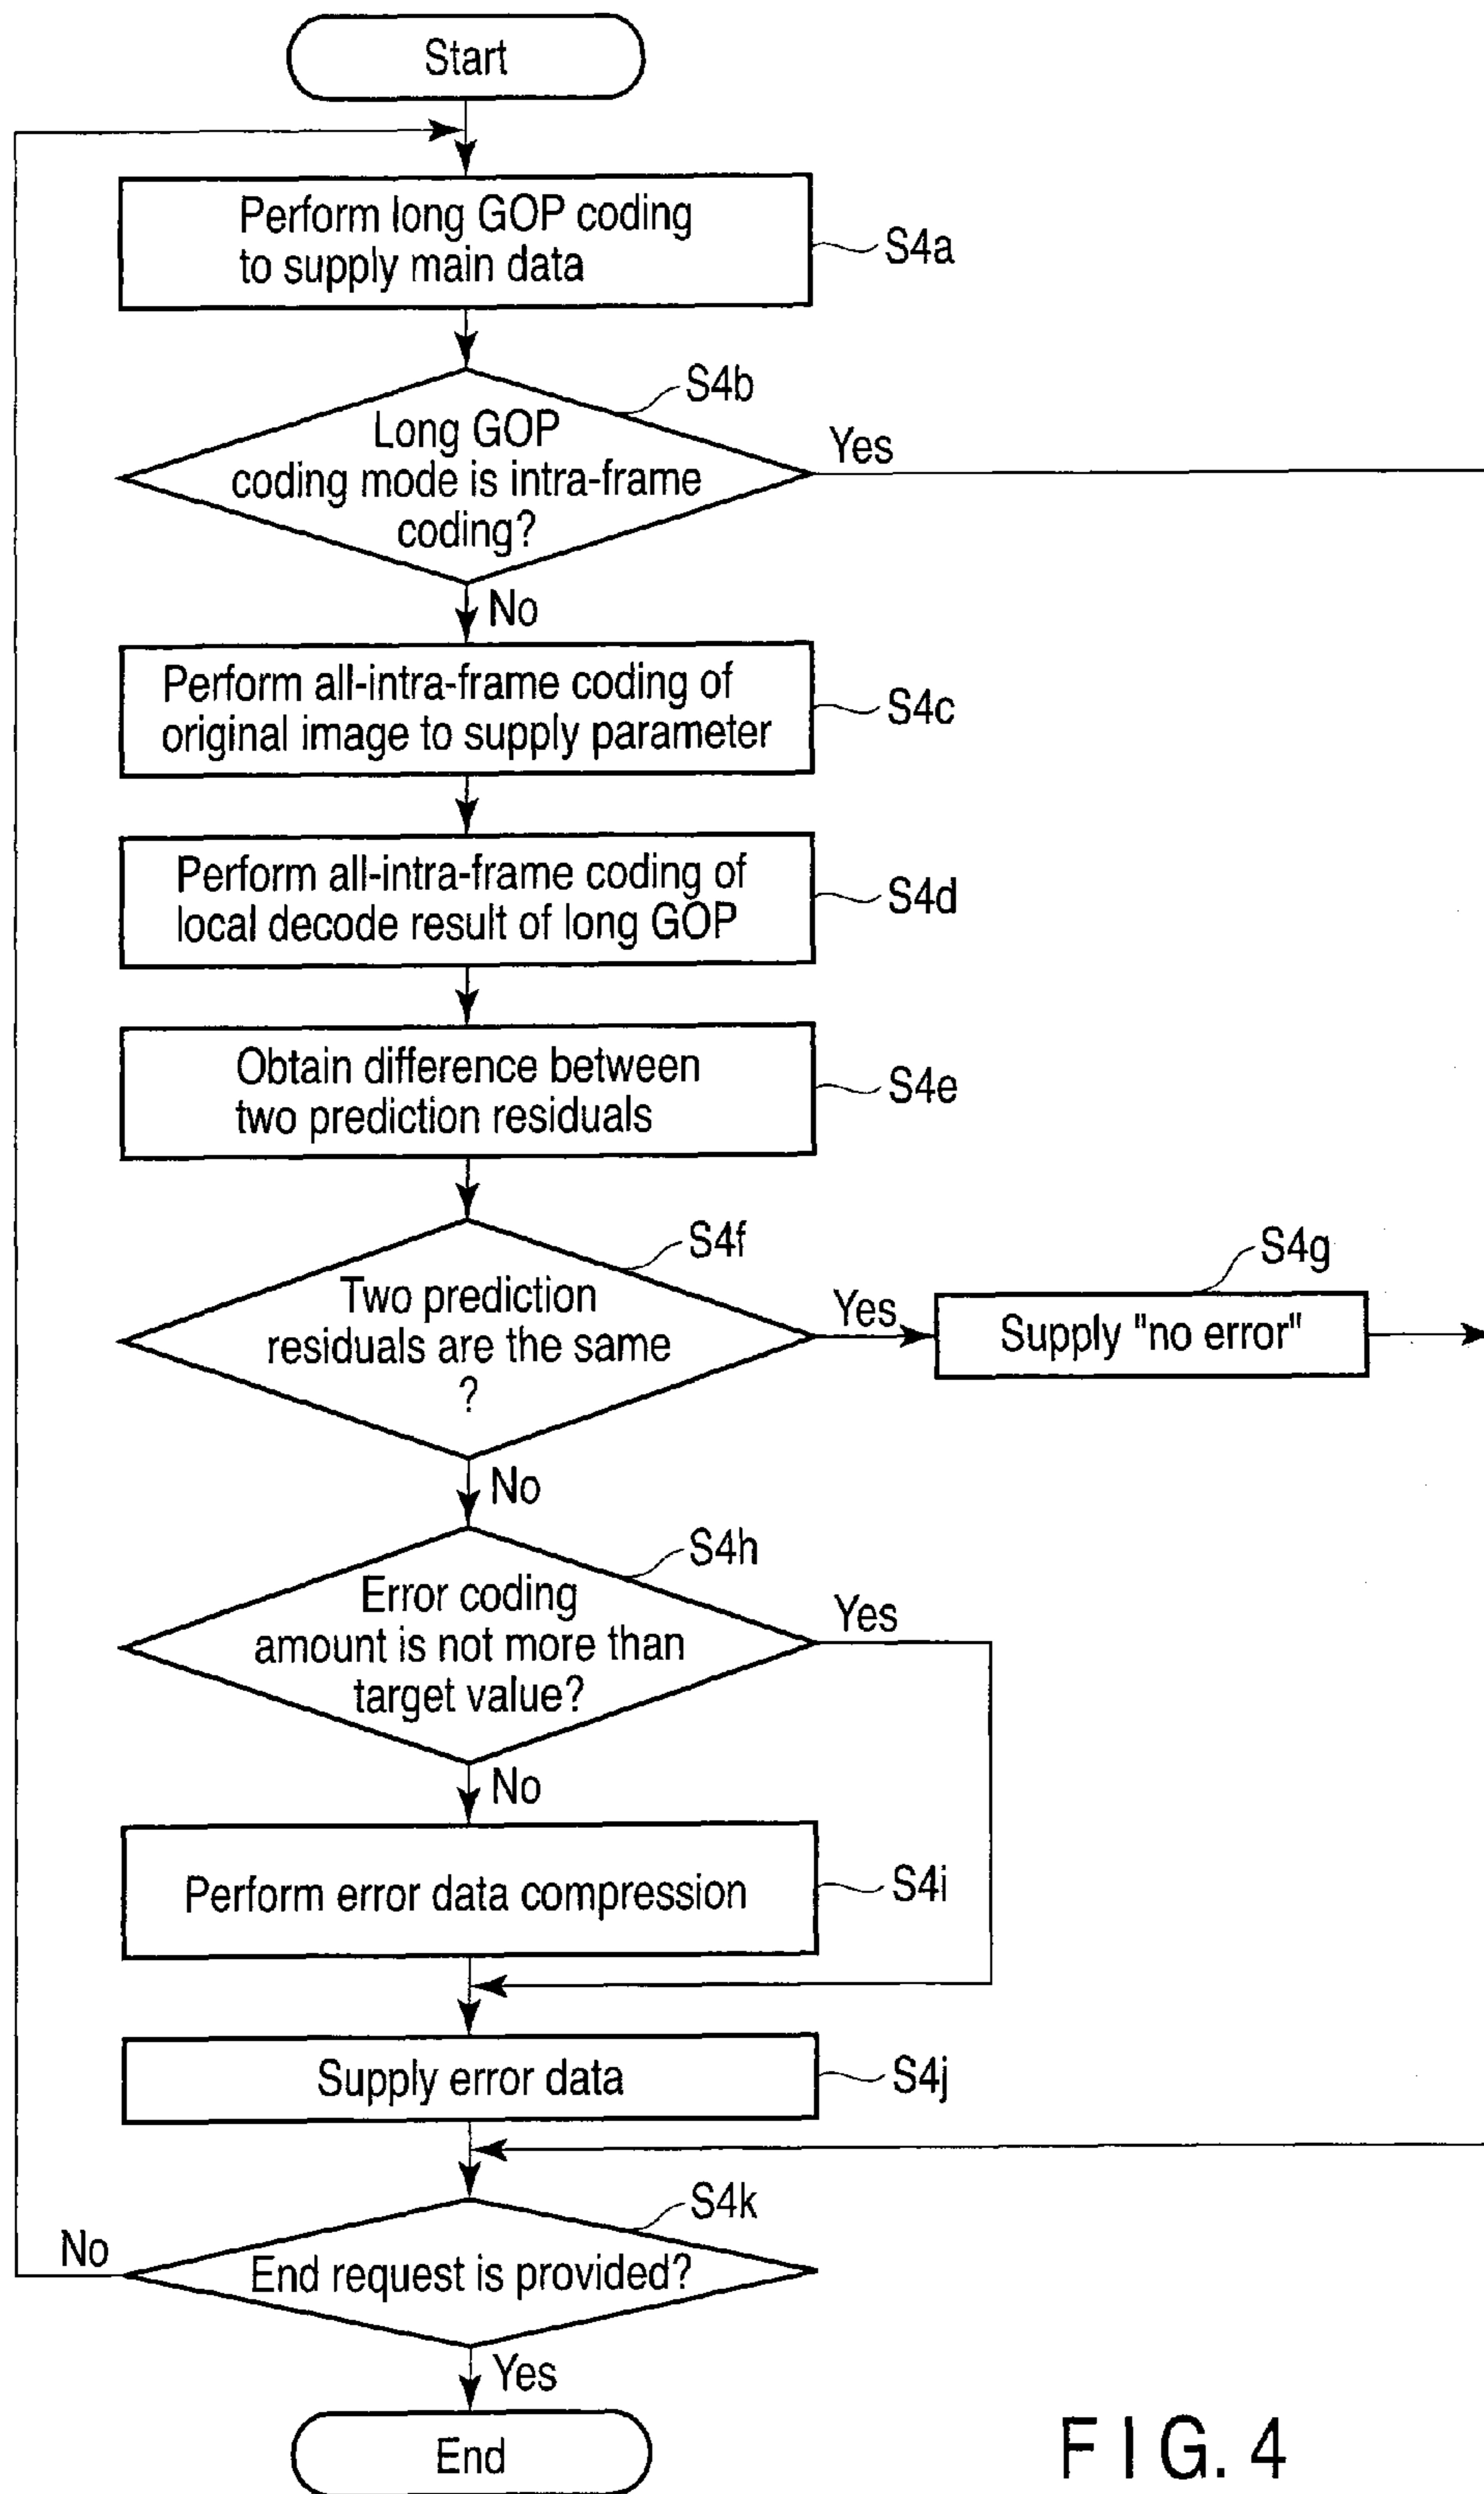 Start
Perform long GOP coding
to supply main data
S4a
S4b
Long GOP
coding mode is intra-frame
coding?
Yes
No
Perform all-intra-frame coding of
original image to supply parameter
S4c
Perform all-intra-frame coding of
local decode result of long GOP
S4d
Obtain difference between
two prediction residuals
S4e
S4f
Two prediction
residuals are the same
?
Yes
S4g
Supply "no error"
No
S4h
Error coding
amount is not more than
target value?
Yes
No
Perform error data compression
S4i
Supply error data
S4j
S4k
End request is provided?
No
Yes
End
FIG. 4